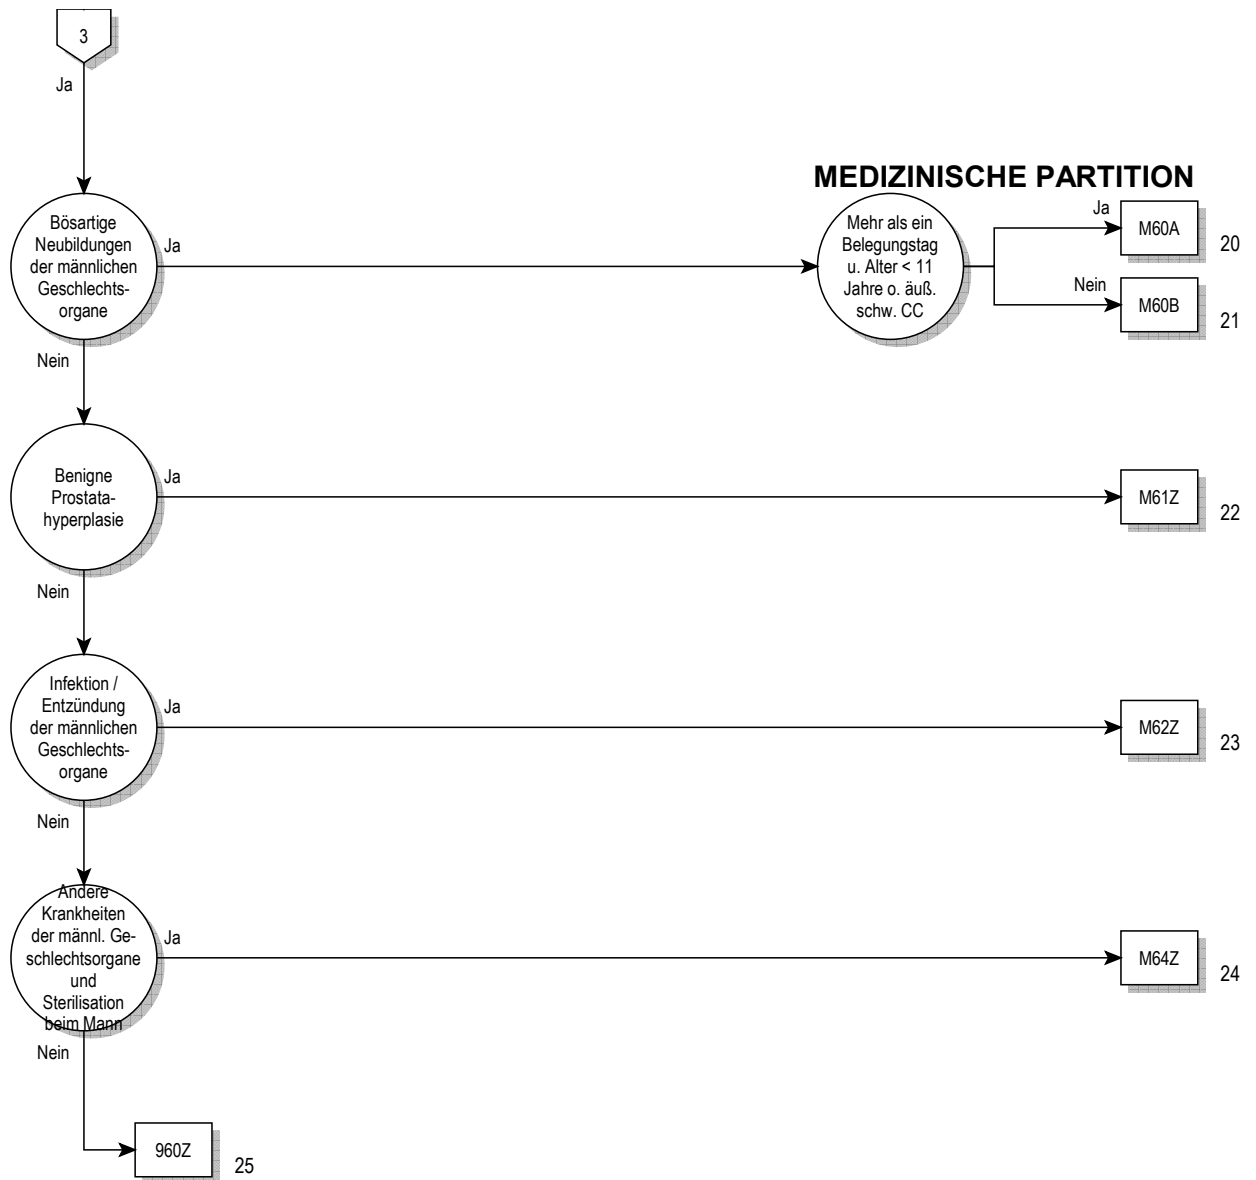 3
Ja
MEDIZINISCHE PARTITION
Bösartige
Neubildungen
der männlichen
Geschlechts-
organe
Ja
Mehr als ein
Belegungstag
u. Alter < 11
Jahre o. äuß.
schw. CC
Ja
M60A
20
Nein
M60B
21
Nein
Benigne
Prostata-
hyperplasie
Ja
M61Z
22
Nein
Infektion /
Entzündung
der männlichen
Geschlechts-
organe
Ja
M62Z
23
Nein
Andere
Krankheiten
der männl. Ge-
schlechtsorgane
und
Sterilisation
beim Mann
Ja
M64Z
24
Nein
960Z
25